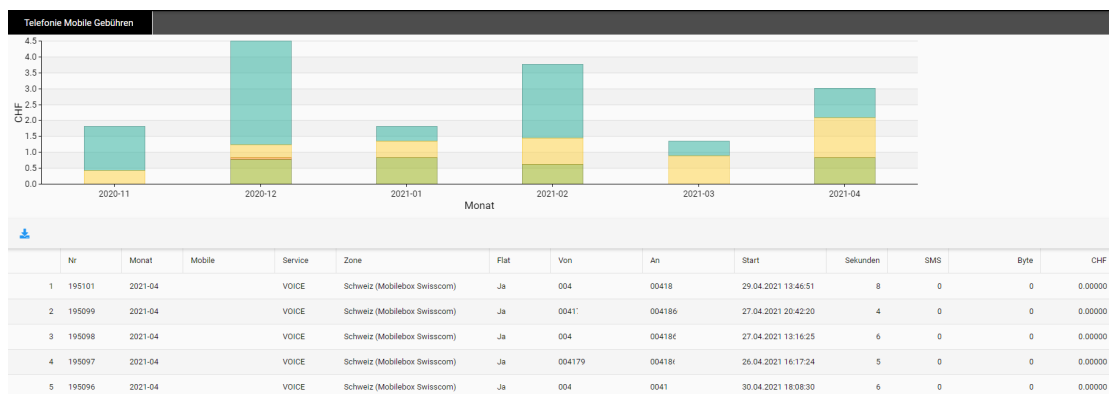 Telefonie Mobile Gebühren
4.5
4.0
3.5
3.0
2.5
2.0
1.5
1.0
0.5
0.0
CHF
2020-11 2020-12 2021-01 2021-02 2021-03 2021-04
Monat
Nr Monat Mobile Service Zone Flat Von An Start Sekunden SMS Byte CHF
1 195101 2021-04 VOICE Schweiz (Mobilebox Swisscom) Ja 004 00418 29.04.2021 13:46:51 8 0 0 0.00000
2 195099 2021-04 VOICE Schweiz (Mobilebox Swisscom) Ja 0041 004186 27.04.2021 20:42:20 4 0 0 0.00000
3 195098 2021-04 VOICE Schweiz (Mobilebox Swisscom) Ja 004 004186 27.04.2021 13:16:25 6 0 0 0.00000
4 195097 2021-04 VOICE Schweiz (Mobilebox Swisscom) Ja 004179 004186 26.04.2021 16:17:24 5 0 0 0.00000
5 195096 2021-04 VOICE Schweiz (Mobilebox Swisscom) Ja 004 0041 30.04.2021 18:08:30 6 0 0 0.00000